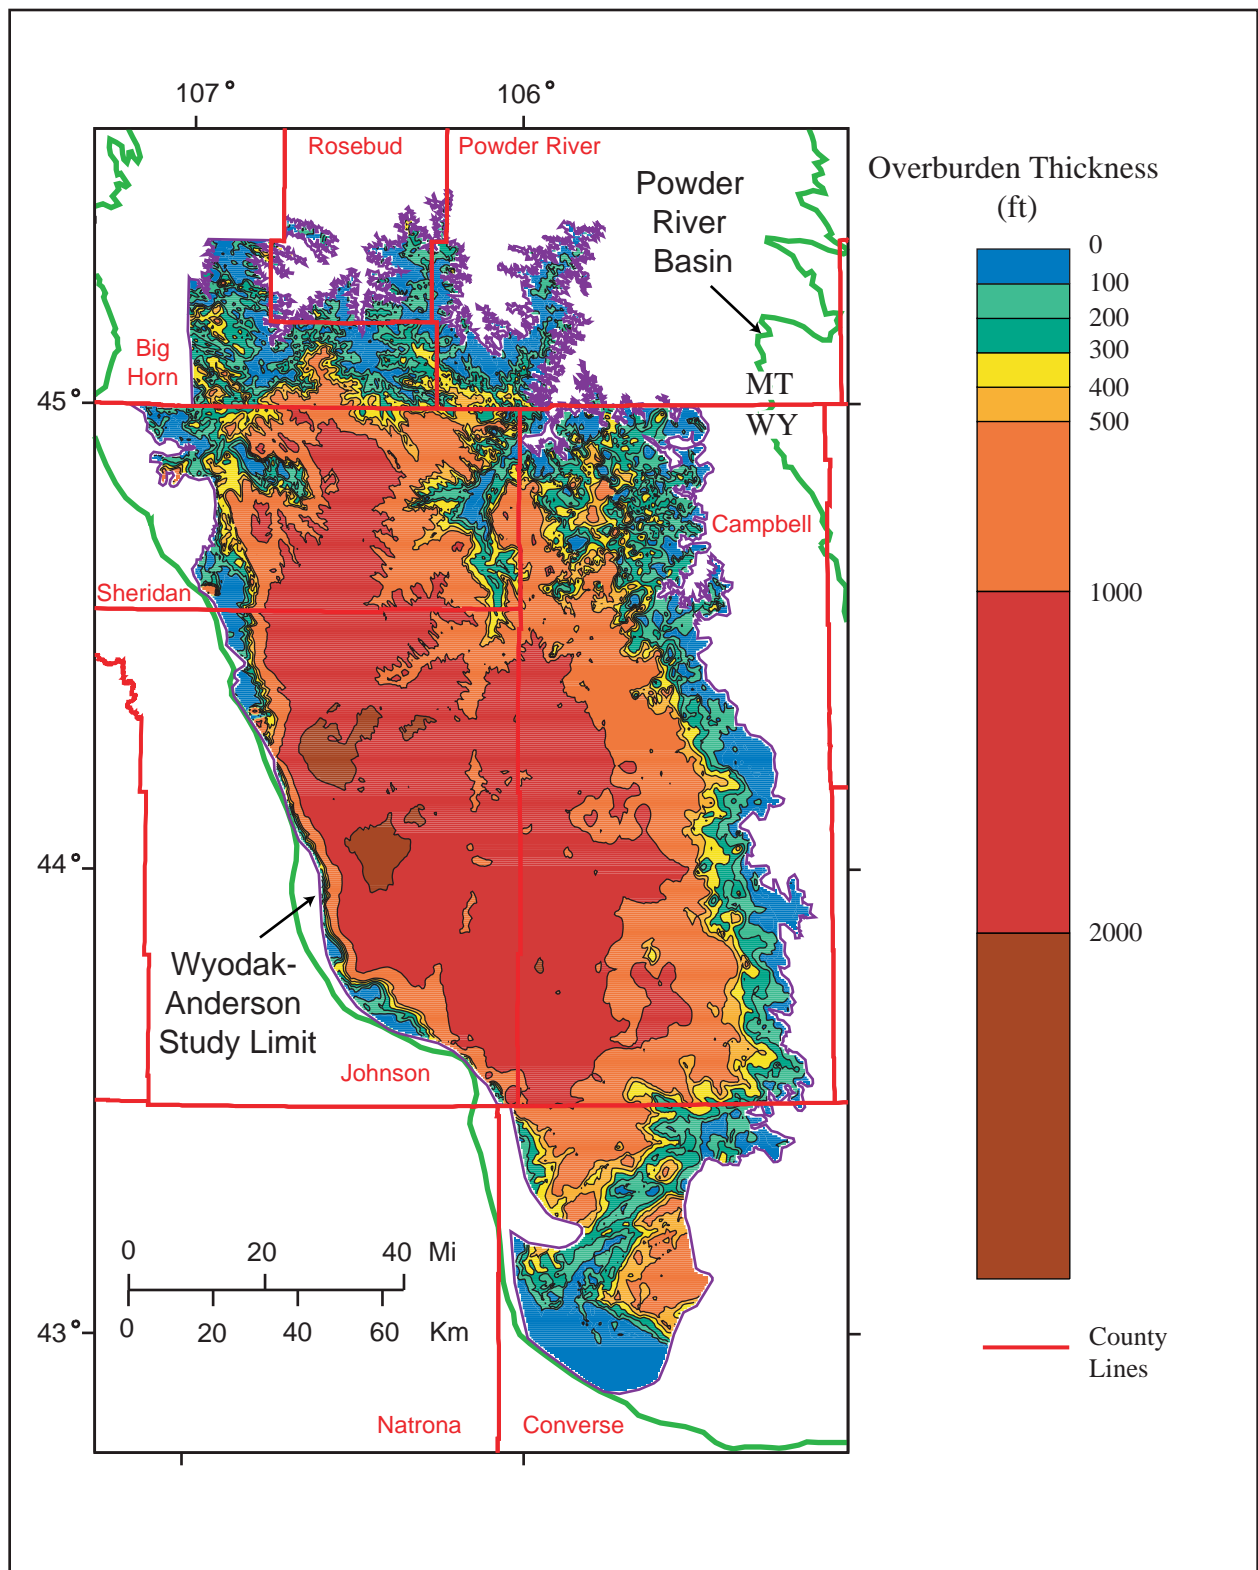 107° 106°
Rosebud Powder River
Powder
River
Basin
Big
Horn
MT
45°
WY
Campbell
Sheridan
44°
Wyodak-
Anderson
Study Limit
Johnson
0 20 40 Mi
0 20 40 60 Km
43°
Natrona Converse
Overburden Thickness
(ft)
0
100
200
300
400
500
1000
2000
County
Lines